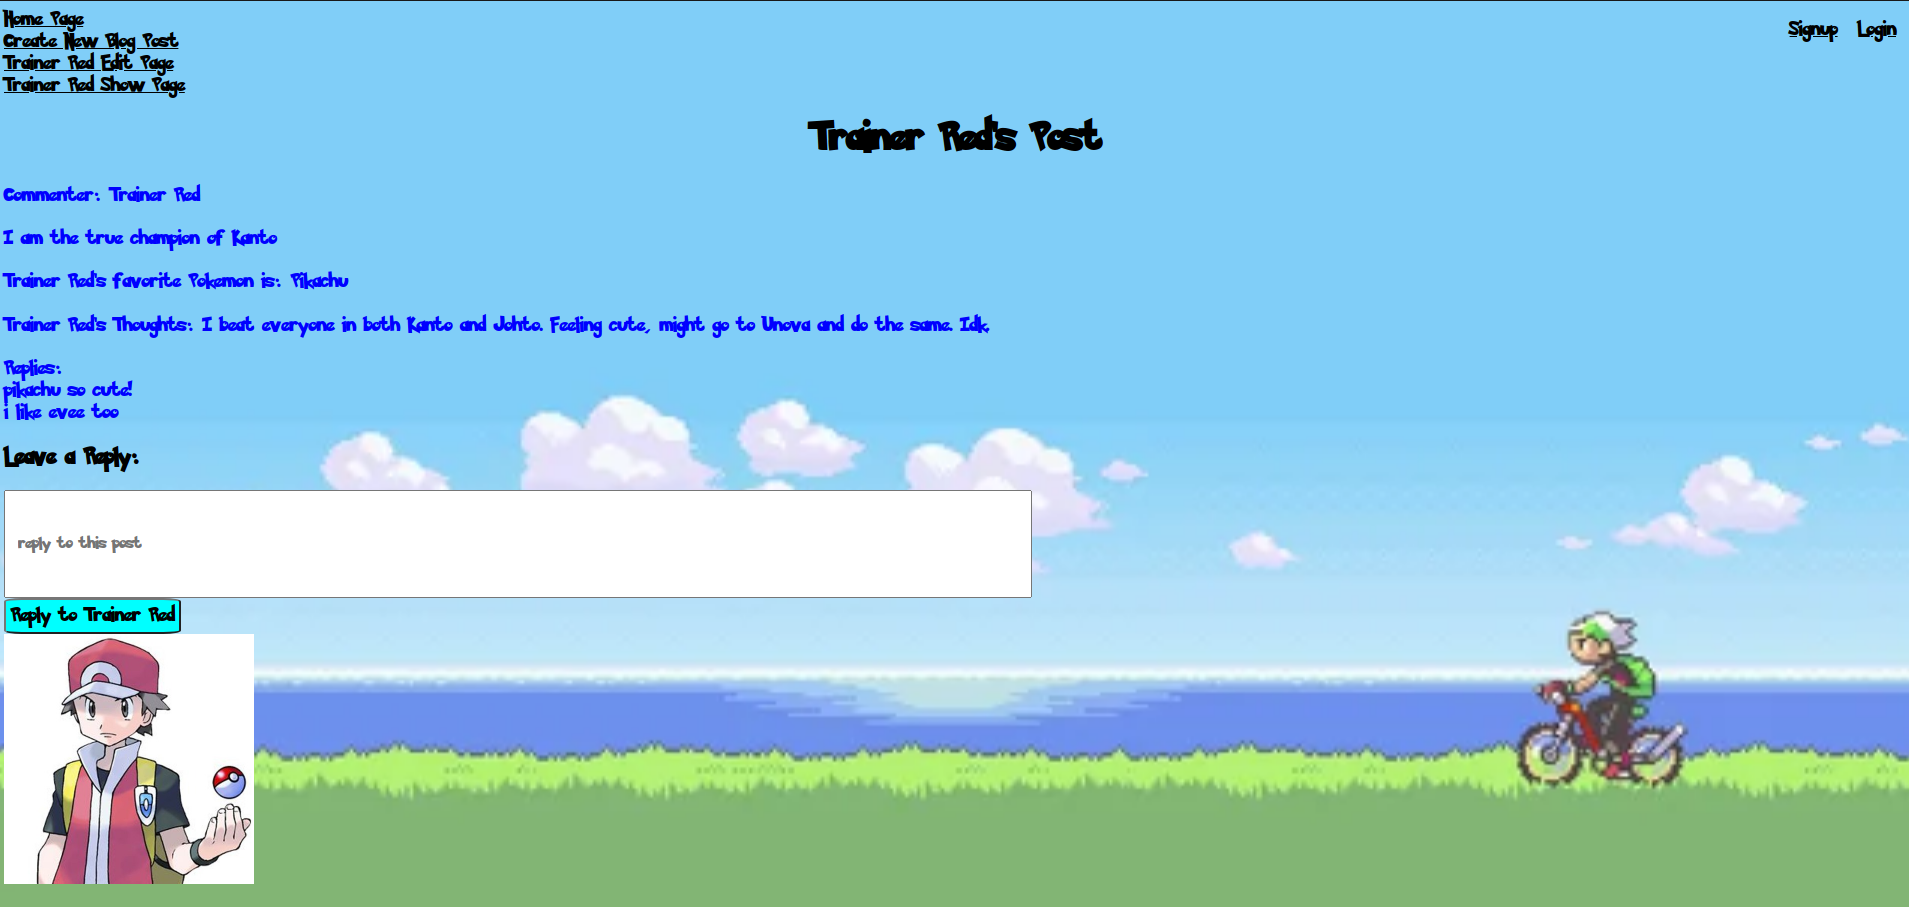 Home Page
Signup Login
Create New Blog Post
Trainer Red Edit Page
Trainer Red Show Page
Trainer Red's Post
Commenter: Trainer Red
I am the true champion of Kanto
Trainer Red's favorite Pokemon is: Pikachu
Trainer Red's Thoughts: I beat everyone in both Kanto and Johto. Feeling cute, might go to Unova and do the same. Idk.
Replies:
pikachu so cute!
i like evee too
Leave a Reply:
reply to this post
Reply to Trainer Red